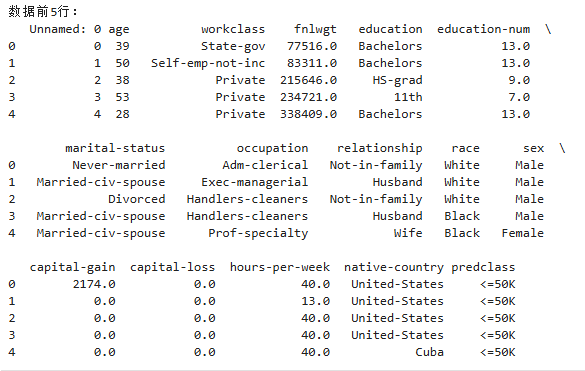 数据前5行:
Unnamed: 0 age workclass fnlwgt education education-num \
0 0 39 State-gov 77516.0 Bachelors 13.0
1 1 50 Self-emp-not-inc 83311.0 Bachelors 13.0
2 2 38 Private 215646.0 HS-grad 9.0
3 3 53 Private 234721.0 11th 7.0
4 4 28 Private 338409.0 Bachelors 13.0
marital-status occupation relationship race sex \
0 Never-married Adm-clerical Not-in-family White Male
1 Married-civ-spouse Exec-managerial Husband White Male
2 Divorced Handlers-cleaners Not-in-family White Male
3 Married-civ-spouse Handlers-cleaners Husband Black Male
4 Married-civ-spouse Prof-specialty Wife Black Female
capital-gain capital-loss hours-per-week native-country predclass
0 2174.0 0.0 40.0 United-States <=50K
1 0.0 0.0 13.0 United-States <=50K
2 0.0 0.0 40.0 United-States <=50K
3 0.0 0.0 40.0 United-States <=50K
4 0.0 0.0 40.0 Cuba <=50K